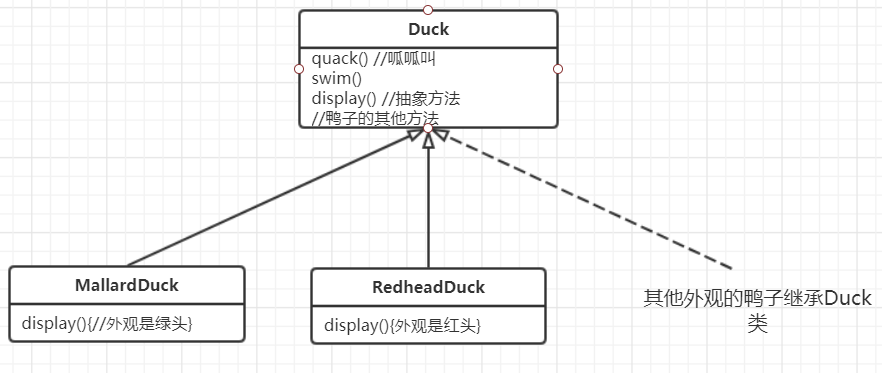 Duck
quack() //呱呱叫
swim()
display() //抽象方法
//鸭子的其他方法
MallardDuck
display(){//外观是绿头}
RedheadDuck
display(){外观是红头}
其他外观的鸭子继承Duck
类